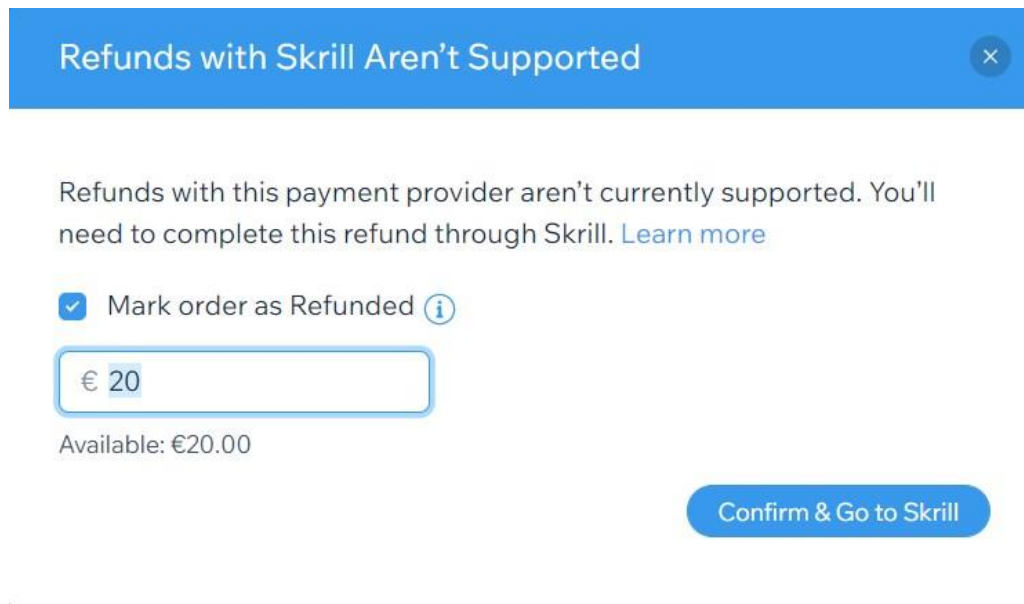 Refunds with Skrill Aren’t Supported
Refunds with this payment provider aren’t currently supported. You’ll
need to complete this refund through Skrill. Learn more
Mark order as Refunded
€ 20
Available: €20.00
Confirm & Go to Skrill